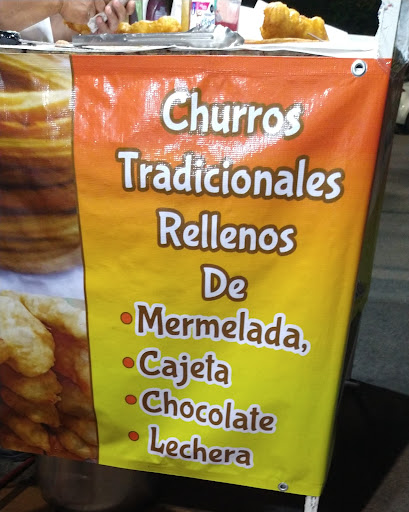 Churros
Tradicionales
Rellenos
De
• Mermelada,
• Cajeta
• Chocolate
• Lechera